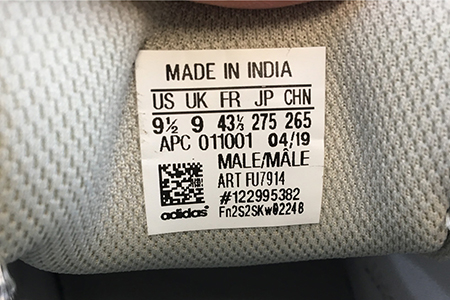 MADE IN INDIA
US UK FR JP CHN
9½ 9 43⅓ 275 265
APC 011001 04/19
MALE/MÂLE
ART FU7914
#122995382
adidas Fn2S2SKw02248